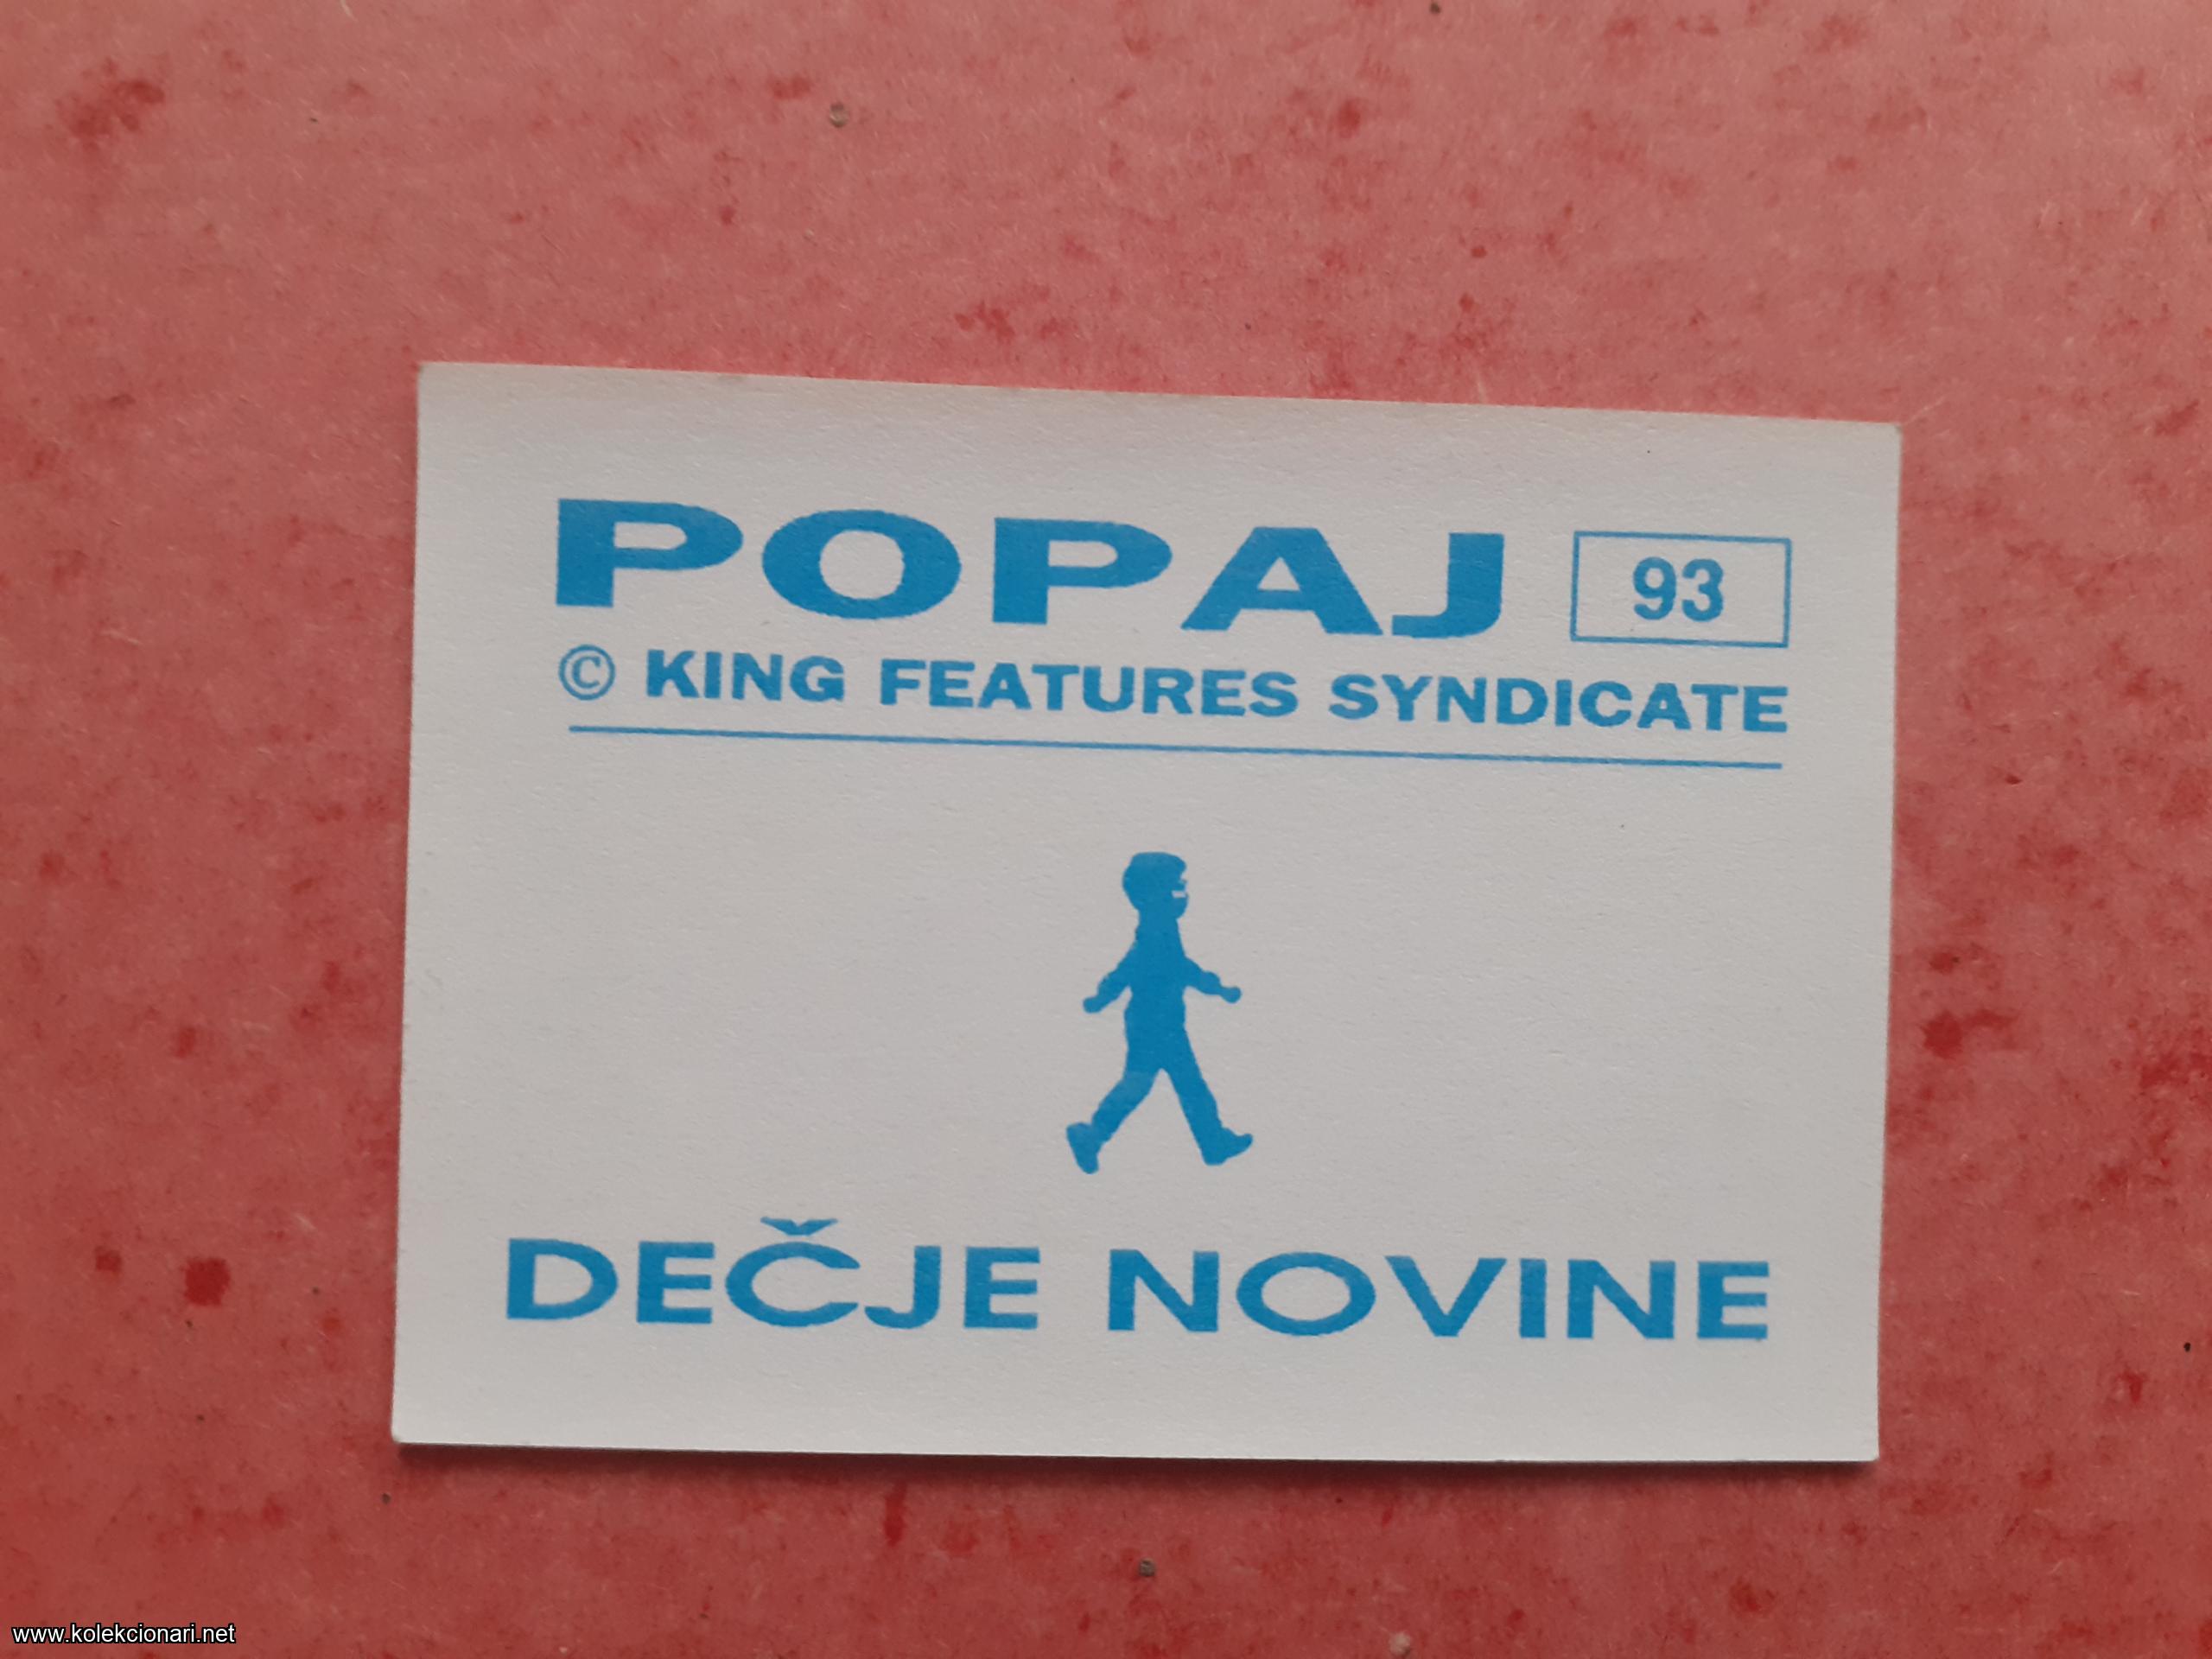 POPAJ 93
© KING FEATURES SYNDICATE
DEČJE NOVINE
www.kolekcionari.net